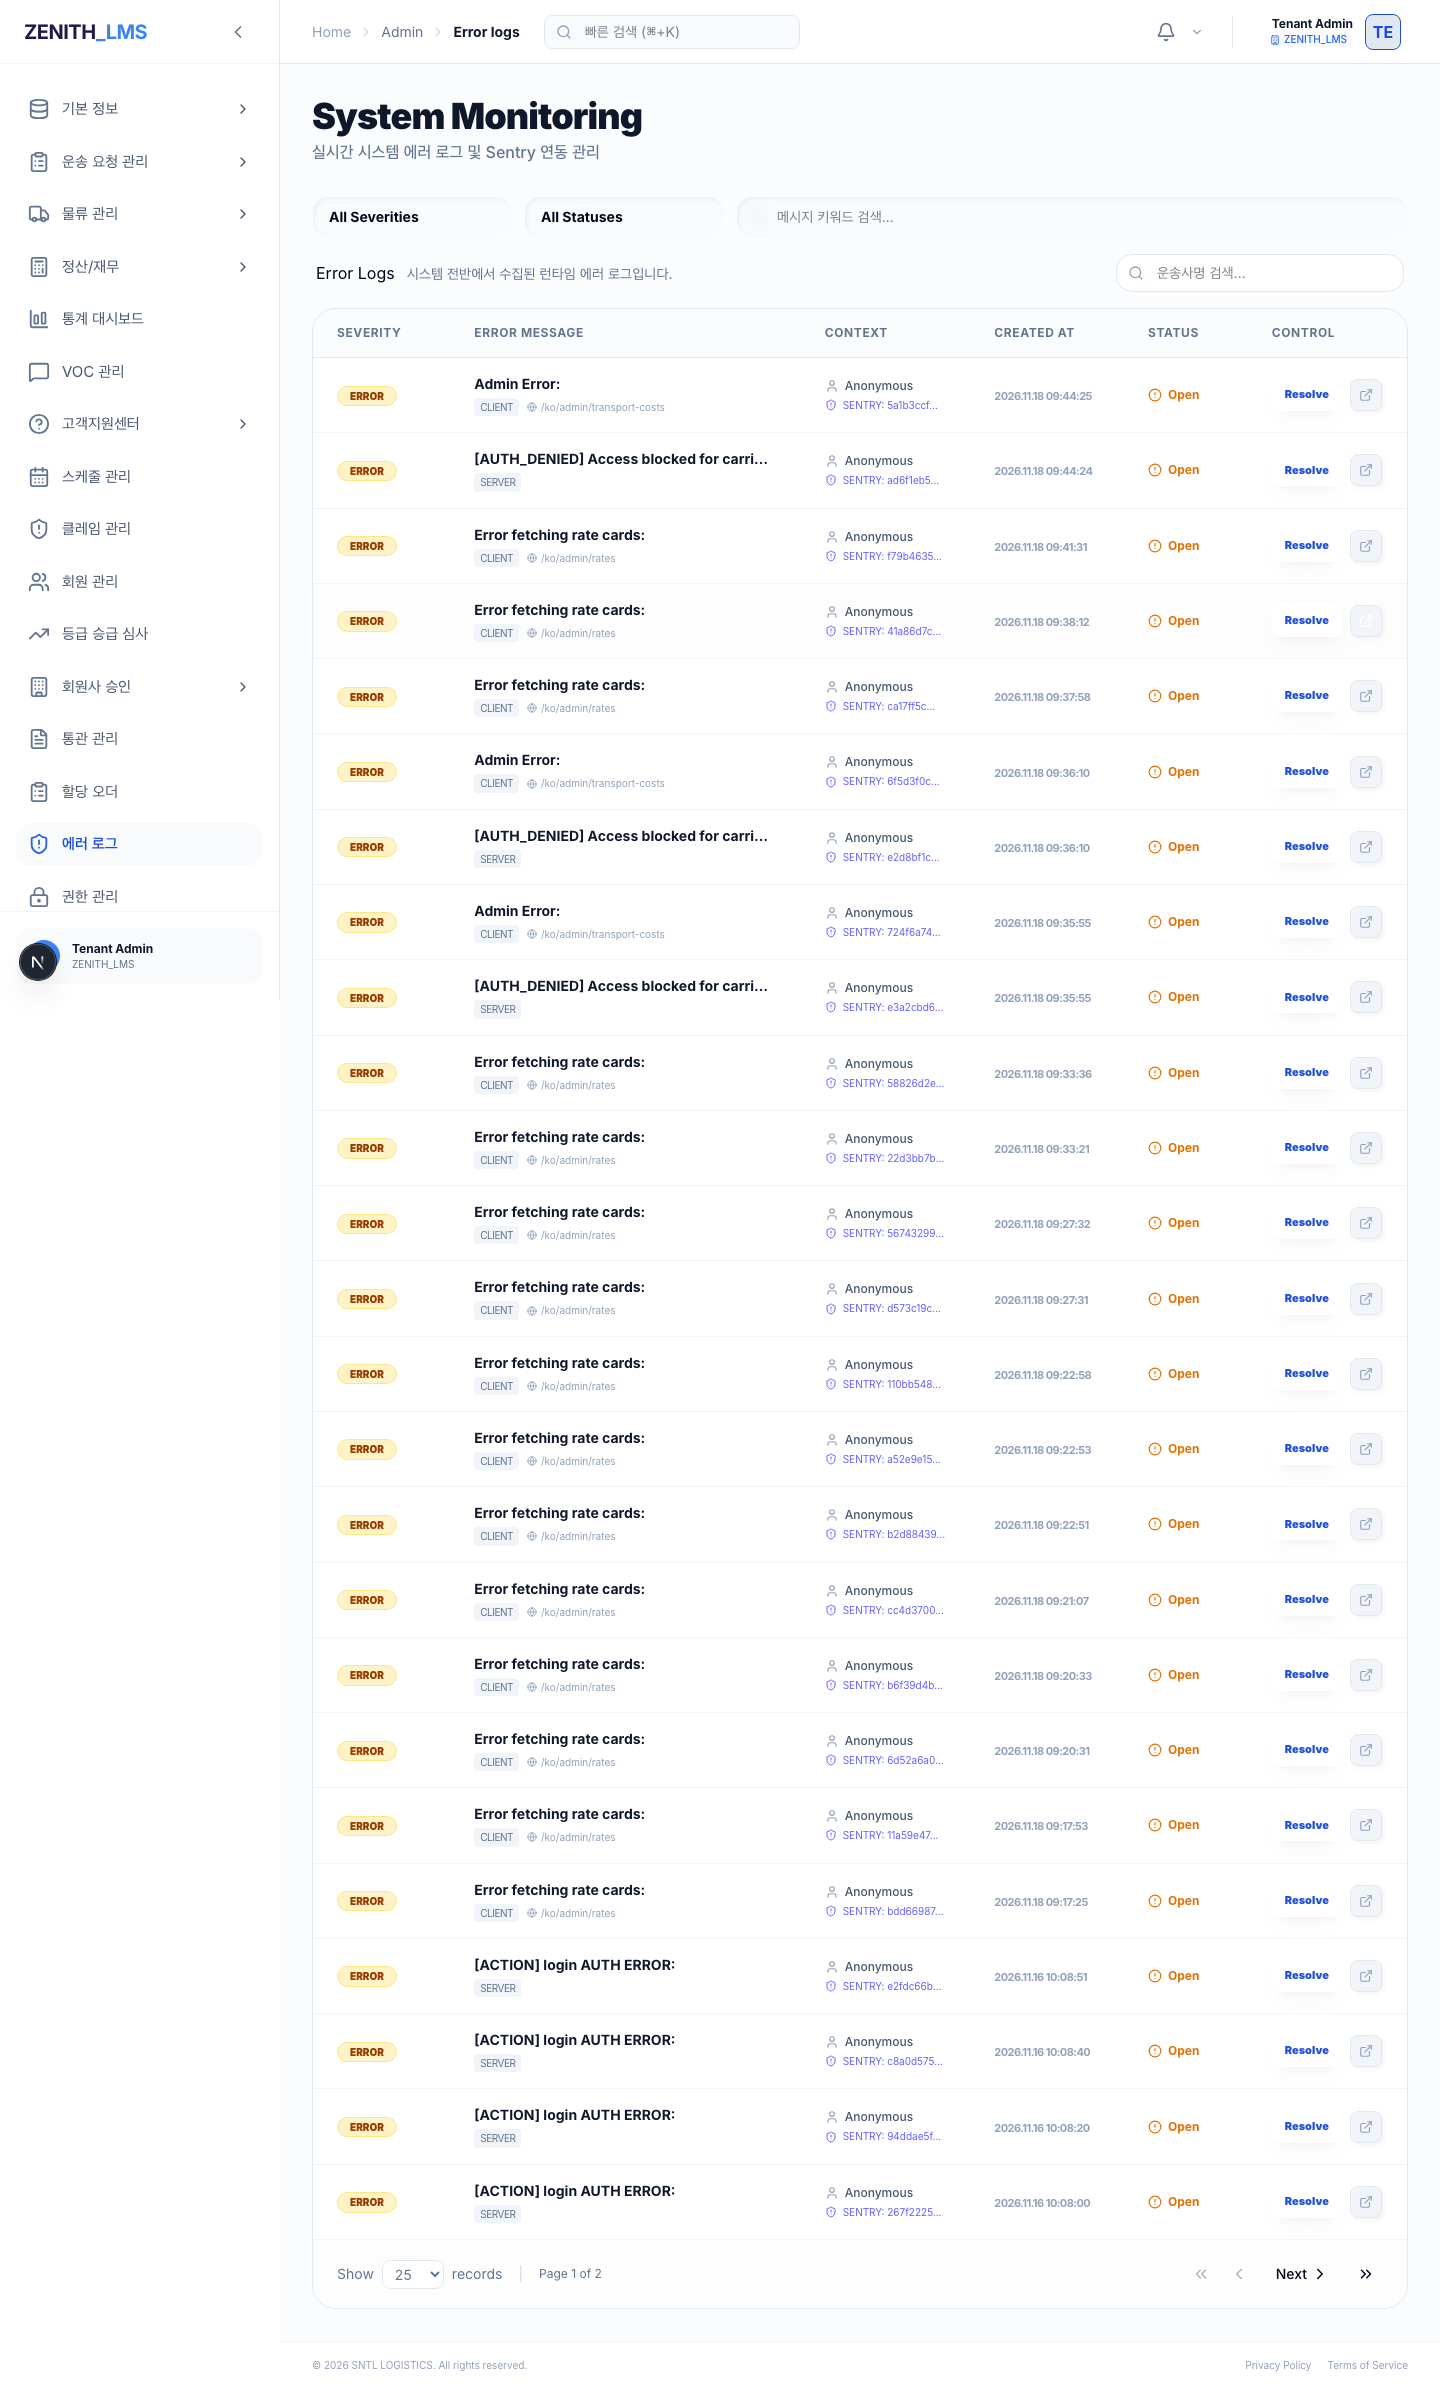 ZENITH_LMS
Home > Admin > Error logs
빠른 검색 (⌘+K)
Tenant Admin
ZENITH_LMS
TE
기본 정보
운송 요청 관리
물류 관리
정산/재무
통계 대시보드
VOC 관리
고객지원센터
스케줄 관리
클레임 관리
회원 관리
등급 승급 심사
회원사 승인
통관 관리
할당 오더
에러 로그
권한 관리
N
Tenant Admin
ZENITH_LMS
System Monitoring
실시간 시스템 에러 로그 및 Sentry 연동 관리
All Severities All Statuses 메시지 키워드 검색...
Error Logs 시스템 전반에서 수집된 런타임 에러 로그입니다. 운송사명 검색...
SEVERITY ERROR MESSAGE CONTEXT CREATED AT STATUS CONTROL
ERROR Admin Error: Anonymous 2026.11.18 09:44:25 Open Resolve
CLIENT /ko/admin/transport-costs SENTRY: 5a1b3ccf...
ERROR [AUTH_DENIED] Access blocked for carri... Anonymous 2026.11.18 09:44:24 Open Resolve
SERVER SENTRY: ad6f1eb5...
ERROR Error fetching rate cards: Anonymous 2026.11.18 09:41:31 Open Resolve
CLIENT /ko/admin/rates SENTRY: f79b4635...
ERROR Error fetching rate cards: Anonymous 2026.11.18 09:38:12 Open Resolve
CLIENT /ko/admin/rates SENTRY: 41a86d7c...
ERROR Error fetching rate cards: Anonymous 2026.11.18 09:37:58 Open Resolve
CLIENT /ko/admin/rates SENTRY: ca17ff5c...
ERROR Admin Error: Anonymous 2026.11.18 09:36:10 Open Resolve
CLIENT /ko/admin/transport-costs SENTRY: 6f5d3f0c...
ERROR [AUTH_DENIED] Access blocked for carri... Anonymous 2026.11.18 09:36:10 Open Resolve
SERVER SENTRY: e2d8bf1c...
ERROR Admin Error: Anonymous 2026.11.18 09:35:55 Open Resolve
CLIENT /ko/admin/transport-costs SENTRY: 724f6a74...
ERROR [AUTH_DENIED] Access blocked for carri... Anonymous 2026.11.18 09:35:55 Open Resolve
SERVER SENTRY: e3a2cbd6...
ERROR Error fetching rate cards: Anonymous 2026.11.18 09:33:36 Open Resolve
CLIENT /ko/admin/rates SENTRY: 58826d2e...
ERROR Error fetching rate cards: Anonymous 2026.11.18 09:33:21 Open Resolve
CLIENT /ko/admin/rates SENTRY: 22d3bb7b...
ERROR Error fetching rate cards: Anonymous 2026.11.18 09:27:32 Open Resolve
CLIENT /ko/admin/rates SENTRY: 56743299...
ERROR Error fetching rate cards: Anonymous 2026.11.18 09:27:31 Open Resolve
CLIENT /ko/admin/rates SENTRY: d573c19c...
ERROR Error fetching rate cards: Anonymous 2026.11.18 09:22:58 Open Resolve
CLIENT /ko/admin/rates SENTRY: 110bb548...
ERROR Error fetching rate cards: Anonymous 2026.11.18 09:22:53 Open Resolve
CLIENT /ko/admin/rates SENTRY: a52e9e15...
ERROR Error fetching rate cards: Anonymous 2026.11.18 09:22:51 Open Resolve
CLIENT /ko/admin/rates SENTRY: b2d88439...
ERROR Error fetching rate cards: Anonymous 2026.11.18 09:21:07 Open Resolve
CLIENT /ko/admin/rates SENTRY: cc4d3700...
ERROR Error fetching rate cards: Anonymous 2026.11.18 09:20:33 Open Resolve
CLIENT /ko/admin/rates SENTRY: b6f39d4b...
ERROR Error fetching rate cards: Anonymous 2026.11.18 09:20:31 Open Resolve
CLIENT /ko/admin/rates SENTRY: 6d52a6a0...
ERROR Error fetching rate cards: Anonymous 2026.11.18 09:17:53 Open Resolve
CLIENT /ko/admin/rates SENTRY: 11a59e47...
ERROR Error fetching rate cards: Anonymous 2026.11.18 09:17:25 Open Resolve
CLIENT /ko/admin/rates SENTRY: bdd66987...
ERROR [ACTION] login AUTH ERROR: Anonymous 2026.11.16 10:08:51 Open Resolve
SERVER SENTRY: e2fdc66b...
ERROR [ACTION] login AUTH ERROR: Anonymous 2026.11.16 10:08:40 Open Resolve
SERVER SENTRY: c8a0d575...
ERROR [ACTION] login AUTH ERROR: Anonymous 2026.11.16 10:08:20 Open Resolve
SERVER SENTRY: 94ddae5f...
ERROR [ACTION] login AUTH ERROR: Anonymous 2026.11.16 10:08:00 Open Resolve
SERVER SENTRY: 267f2225...
Show 25 records | Page 1 of 2 Next
© 2026 SNTL LOGISTICS. All rights reserved. Privacy Policy Terms of Service